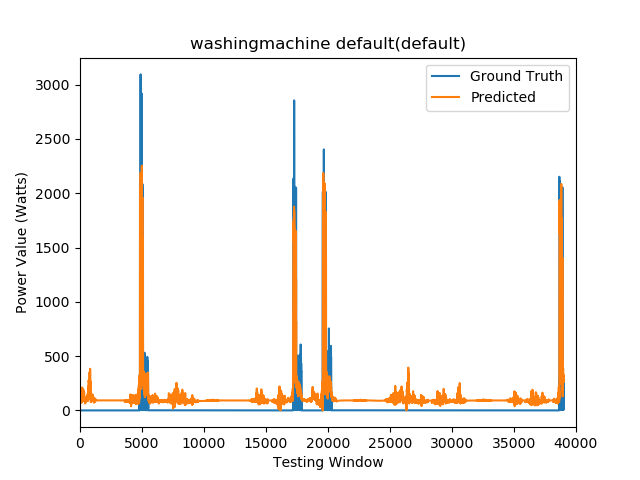 washingmachine default(default)
Ground Truth
Predicted
Power Value (Watts)
3000
2500
2000
1500
1000
500
0
0 5000 10000 15000 20000 25000 30000 35000 40000
Testing Window